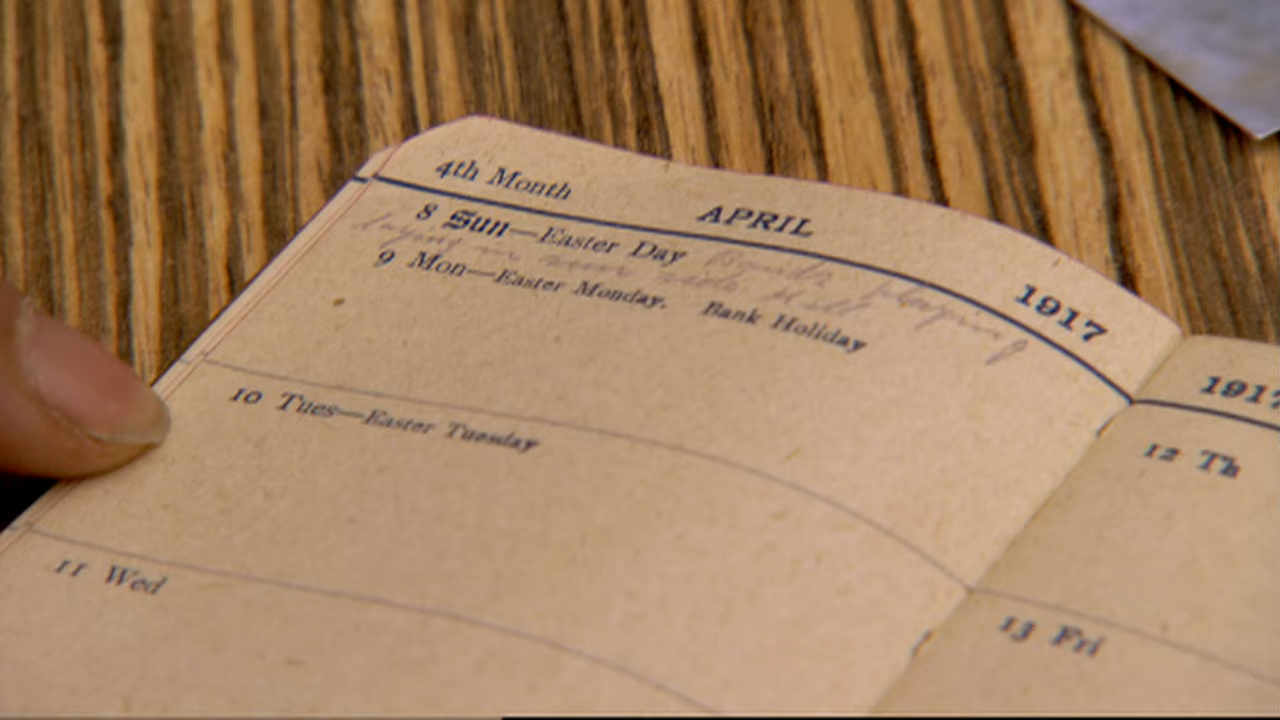 4th Month APRIL 1917
8 Sun—Easter Day
9 Mon—Easter Monday. Bank Holiday
10 Tues—Easter Tuesday
11 Wed
1917
12 Th
13 Fri